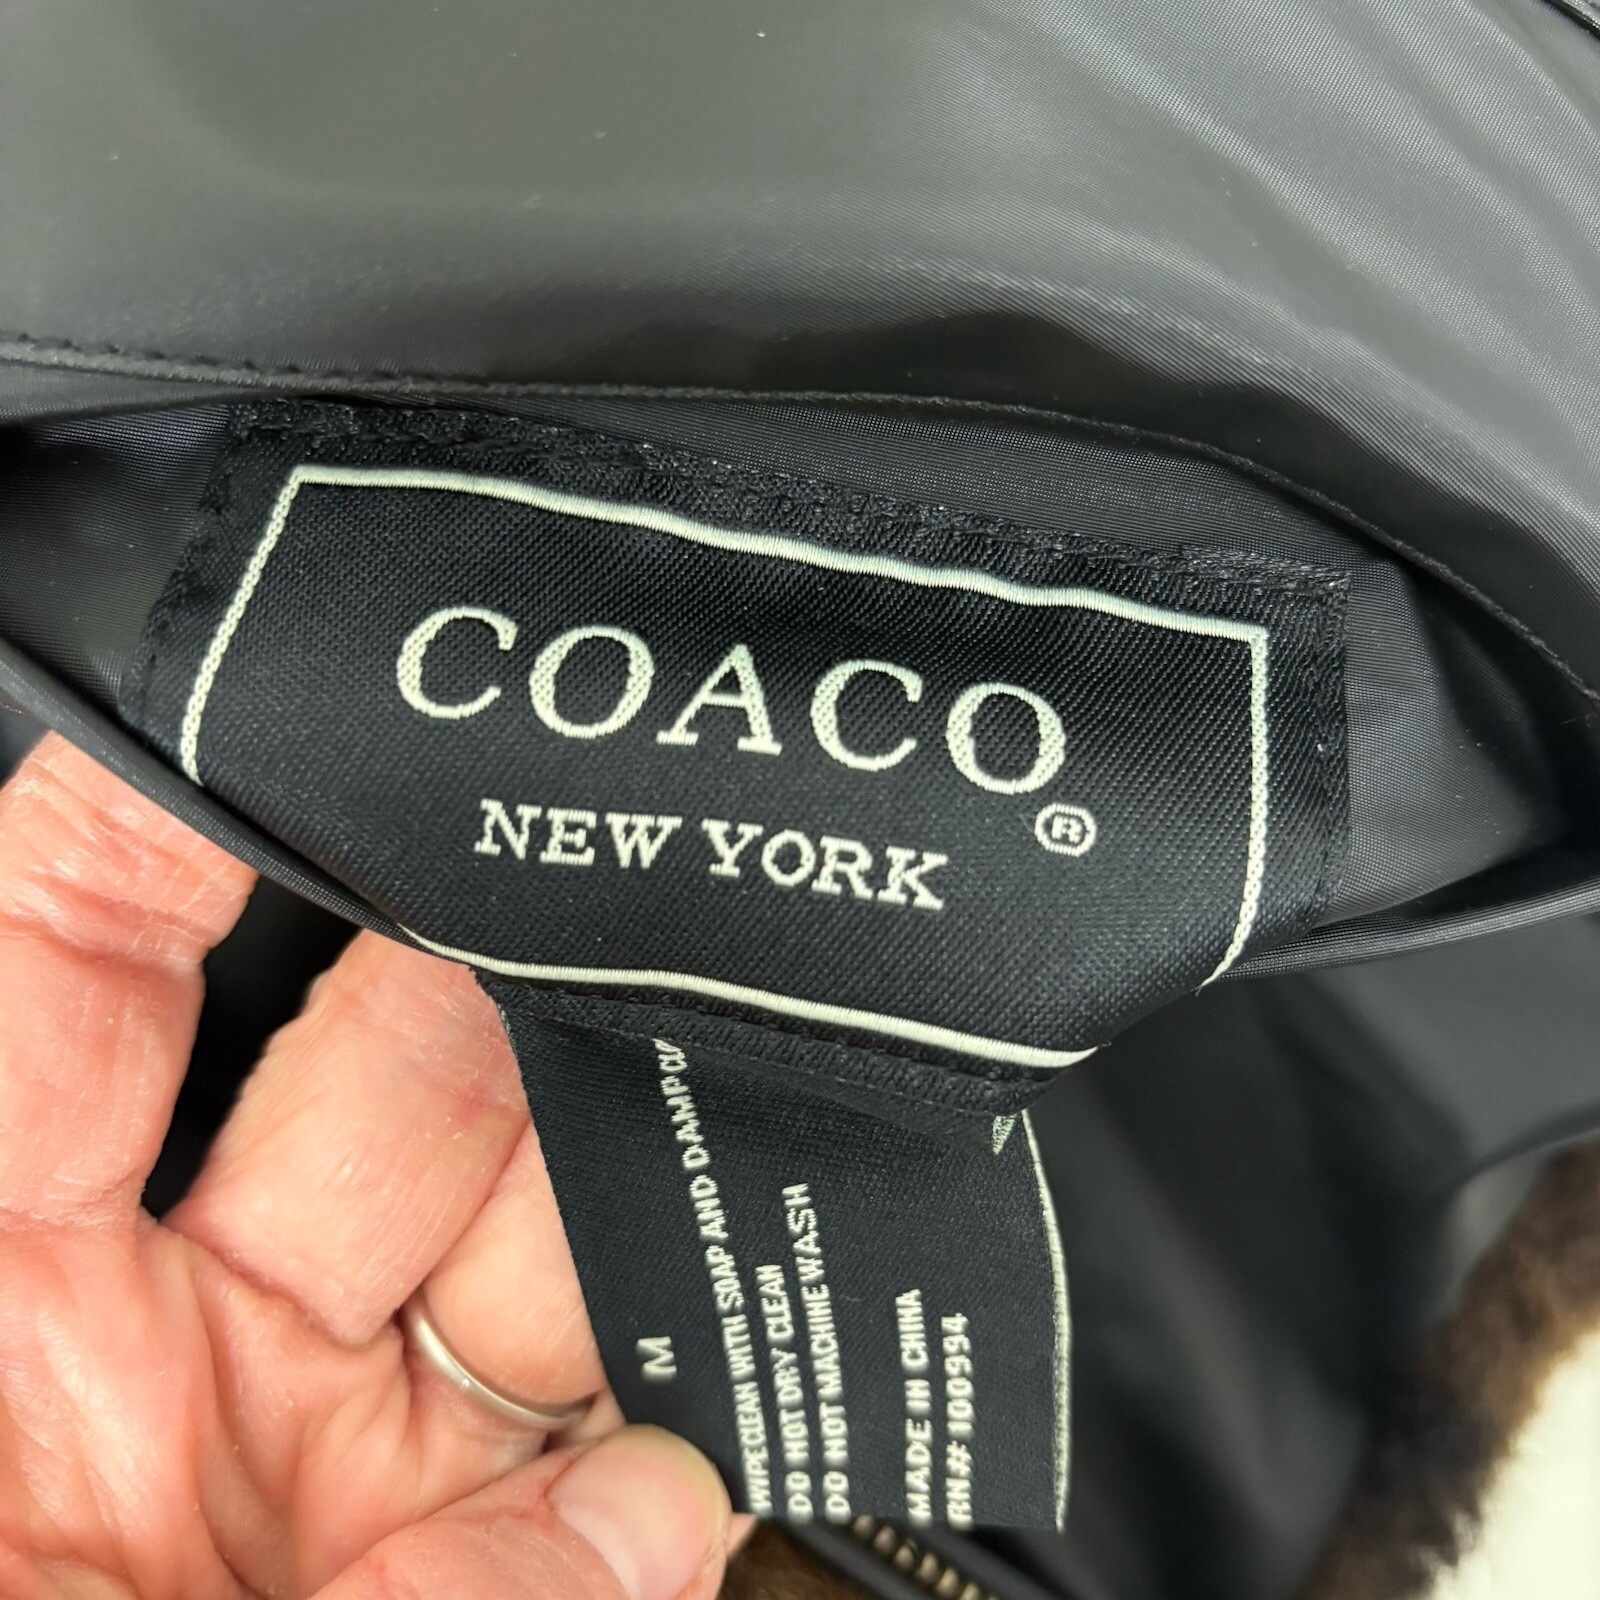 COACO
NEW YORK ®
M
WIPE CLEAN WITH SOAP AND DAMP
DO NOT DRY CLEAN
DO NOT MACHINE WASH
MADE IN CHINA
RN# 100994